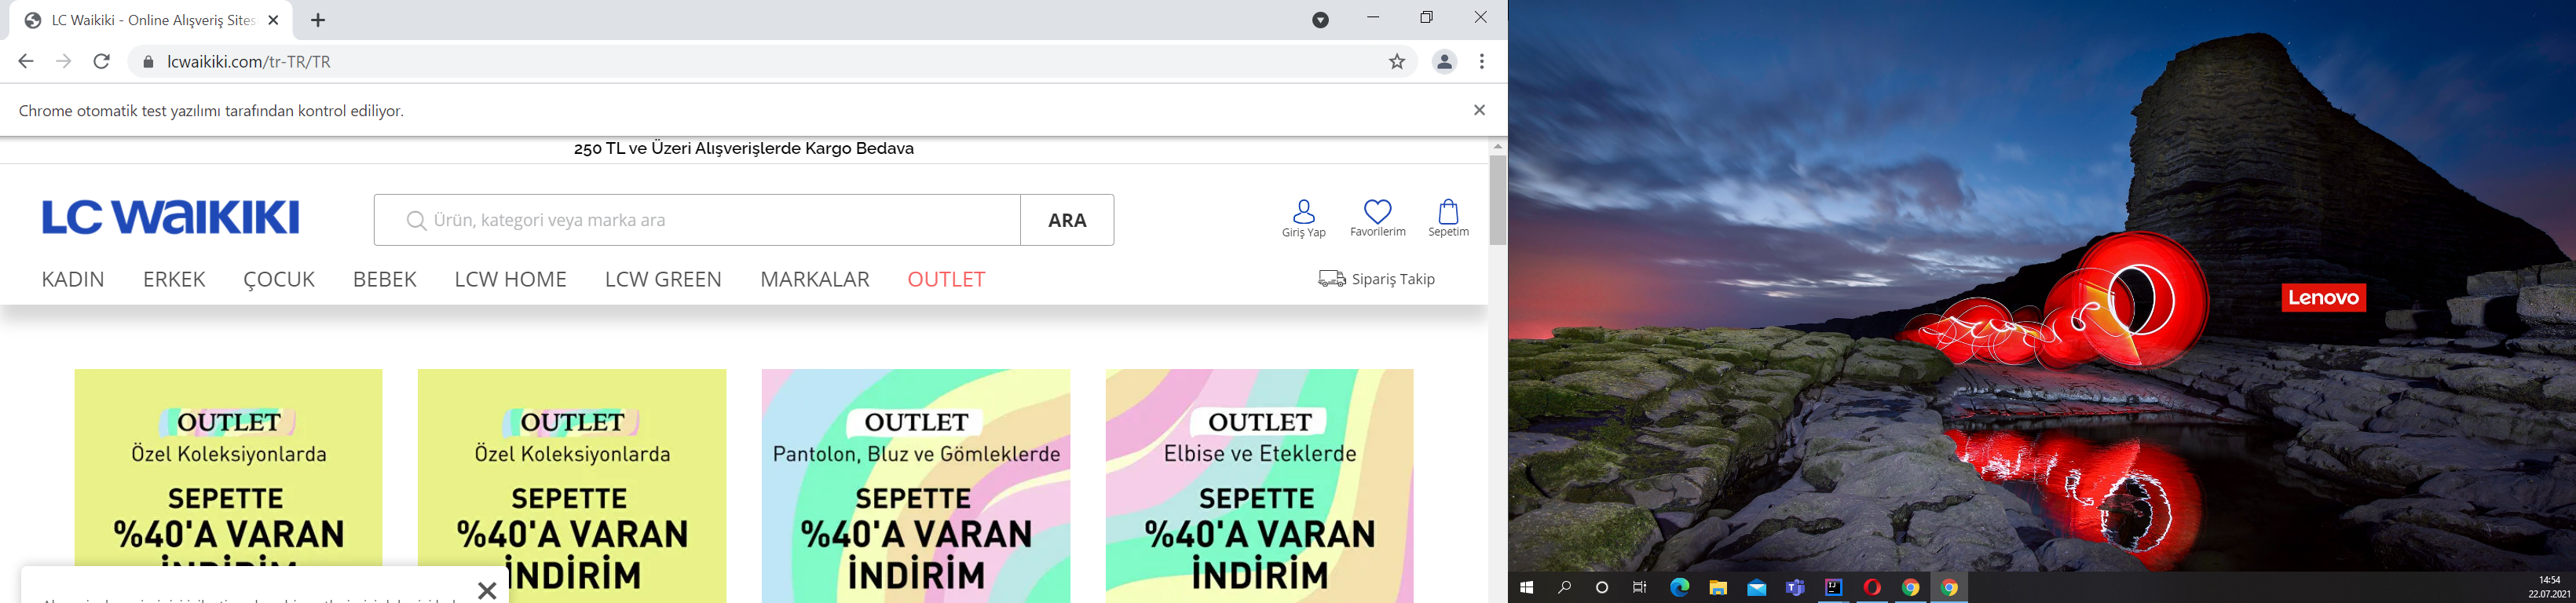 LC Waikiki - Online Alışveriş Sites
lcwaikiki.com/tr-TR/TR
Chrome otomatik test yazılımı tarafından kontrol ediliyor.
250 TL ve Üzeri Alışverişlerde Kargo Bedava
LC WAIKIKI
Ürün, kategori veya marka ara
ARA
Giriş Yap
Favorilerim
Sepetim
KADIN ERKEK ÇOCUK BEBEK LCW HOME LCW GREEN MARKALAR OUTLET
Sipariş Takip
OUTLET
Özel Koleksiyonlarda
SEPETTE
%40'A VARAN
İNDİRİM
OUTLET
Özel Koleksiyonlarda
SEPETTE
%40'A VARAN
İNDİRİM
OUTLET
Pantolon, Bluz ve Gömleklerde
SEPETTE
%40'A VARAN
İNDİRİM
OUTLET
Elbise ve Eteklerde
SEPETTE
%40'A VARAN
İNDİRİM
Lenovo
14:54
22.07.2021